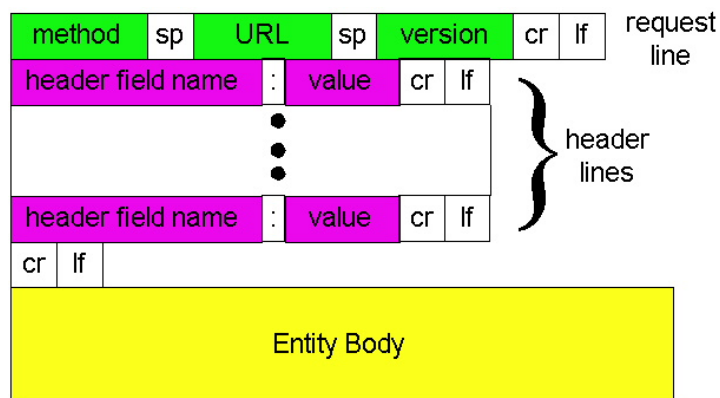 method sp URL sp version cr lf request line
header field name : value cr lf
header lines
header field name : value cr lf
cr lf
Entity Body